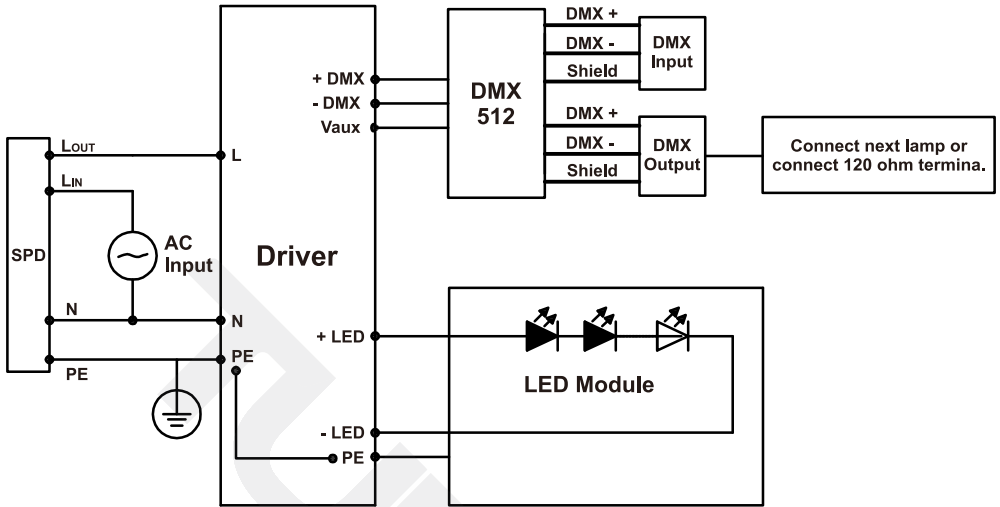 DMX +
DMX -
Shield
DMX
Input
+ DMX
- DMX
Vaux
DMX
512
DMX +
DMX -
Shield
DMX
Output
Connect next lamp or
connect 120 ohm termina.
LOUT
L
LIN
SPD
AC
Input
Driver
N
N
PE
PE
+ LED
LED Module
- LED
PE